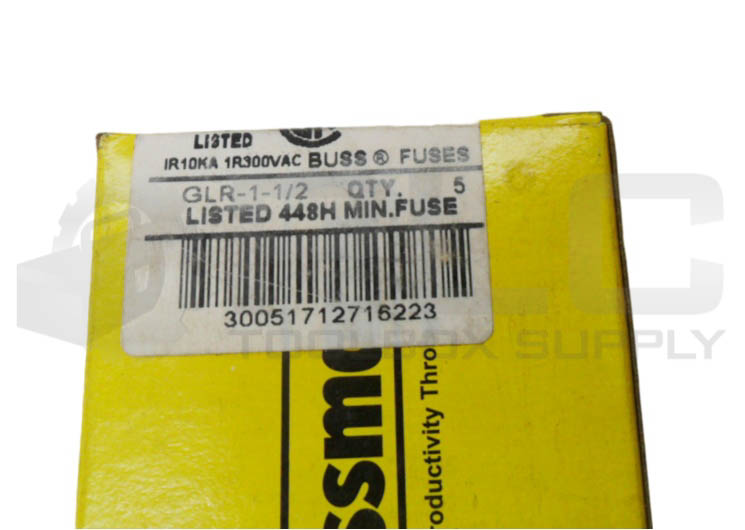 LISTED
IR10KA 1R300VAC BUSS ® FUSES
GLR-1-1/2 QTY. 5
LISTED 448H MIN.FUSE
30051712716223
TOOLBOX SUPPLY
ssm
roductivity Thro